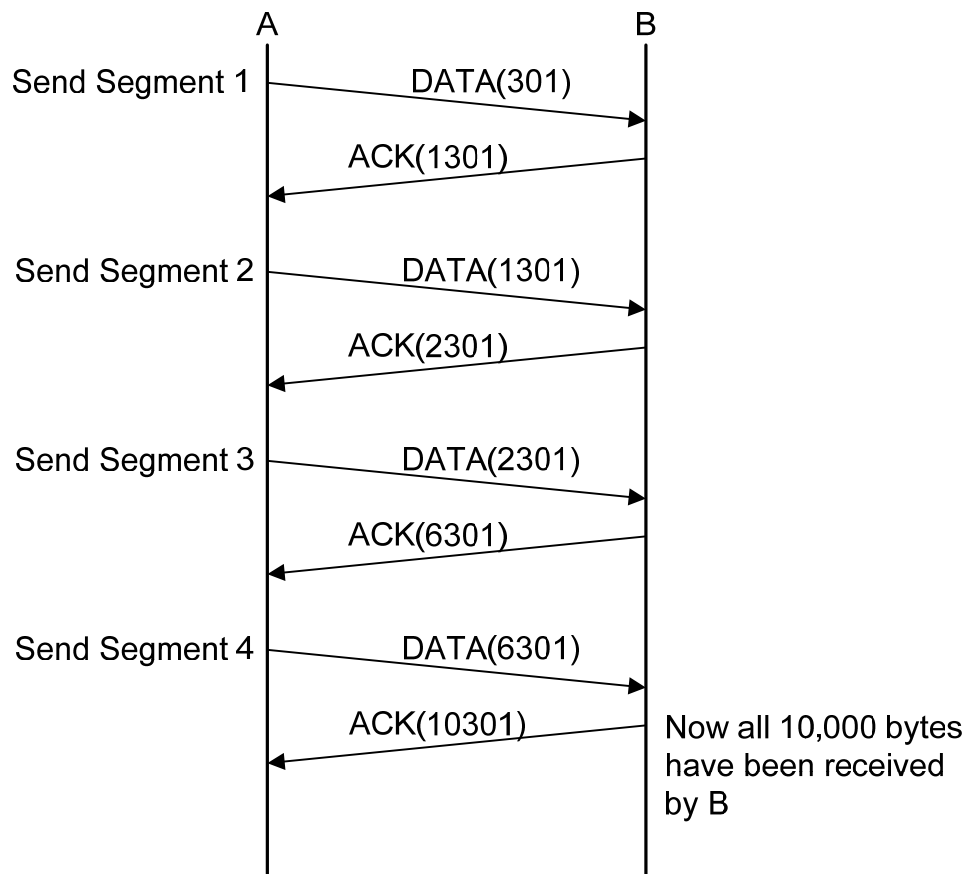 A
B
Send Segment 1
DATA(301)
ACK(1301)
Send Segment 2
DATA(1301)
ACK(2301)
Send Segment 3
DATA(2301)
ACK(6301)
Send Segment 4
DATA(6301)
ACK(10301)
Now all 10,000 bytes
have been received
by B